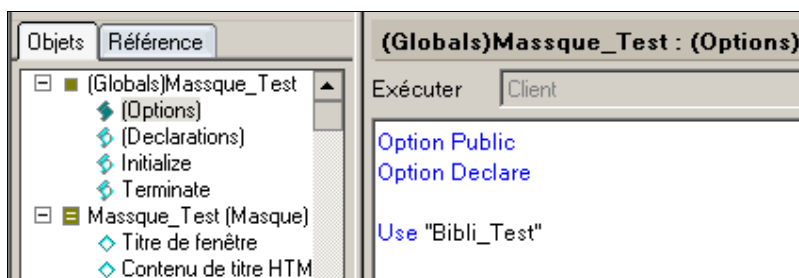 Objets Référence
(Globals)Massque_Test
(Options)
(Declarations)
Initialize
Terminate
Massque_Test (Masque)
Titre de fenêtre
Contenu de titre HTM
(Globals)Massque_Test : (Options)
Exécuter Client
Option Public
Option Declare
Use "Bibli_Test"